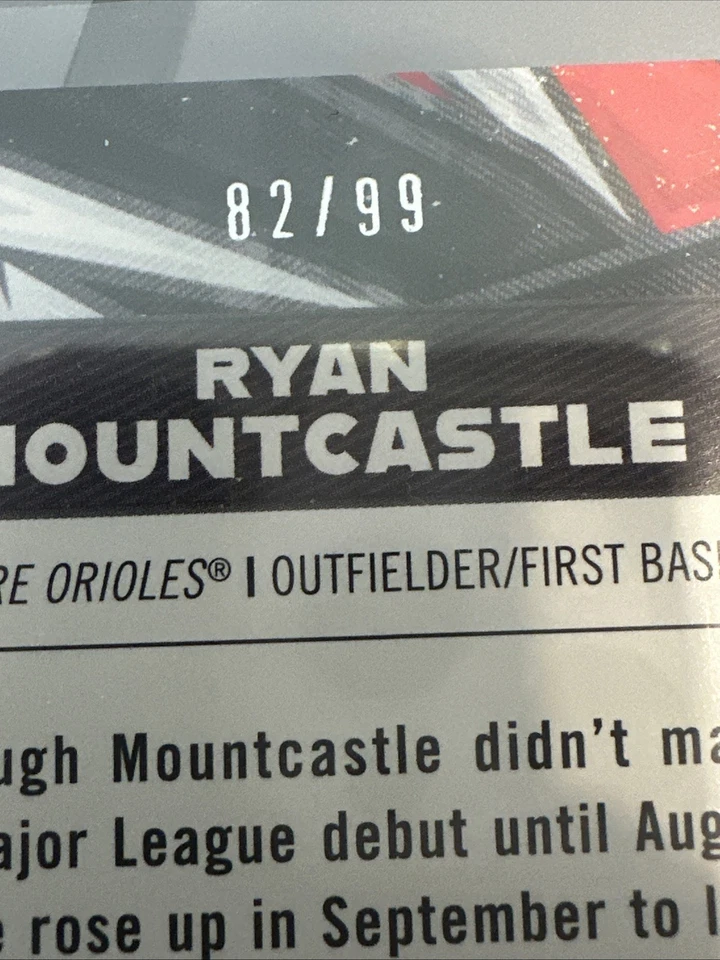 82/99
RYAN
MOUNTCASTLE
RE ORIOLES® | OUTFIELDER/FIRST BAS
ugh Mountcastle didn't ma
ajor League debut until Aug
e rose up in September to l